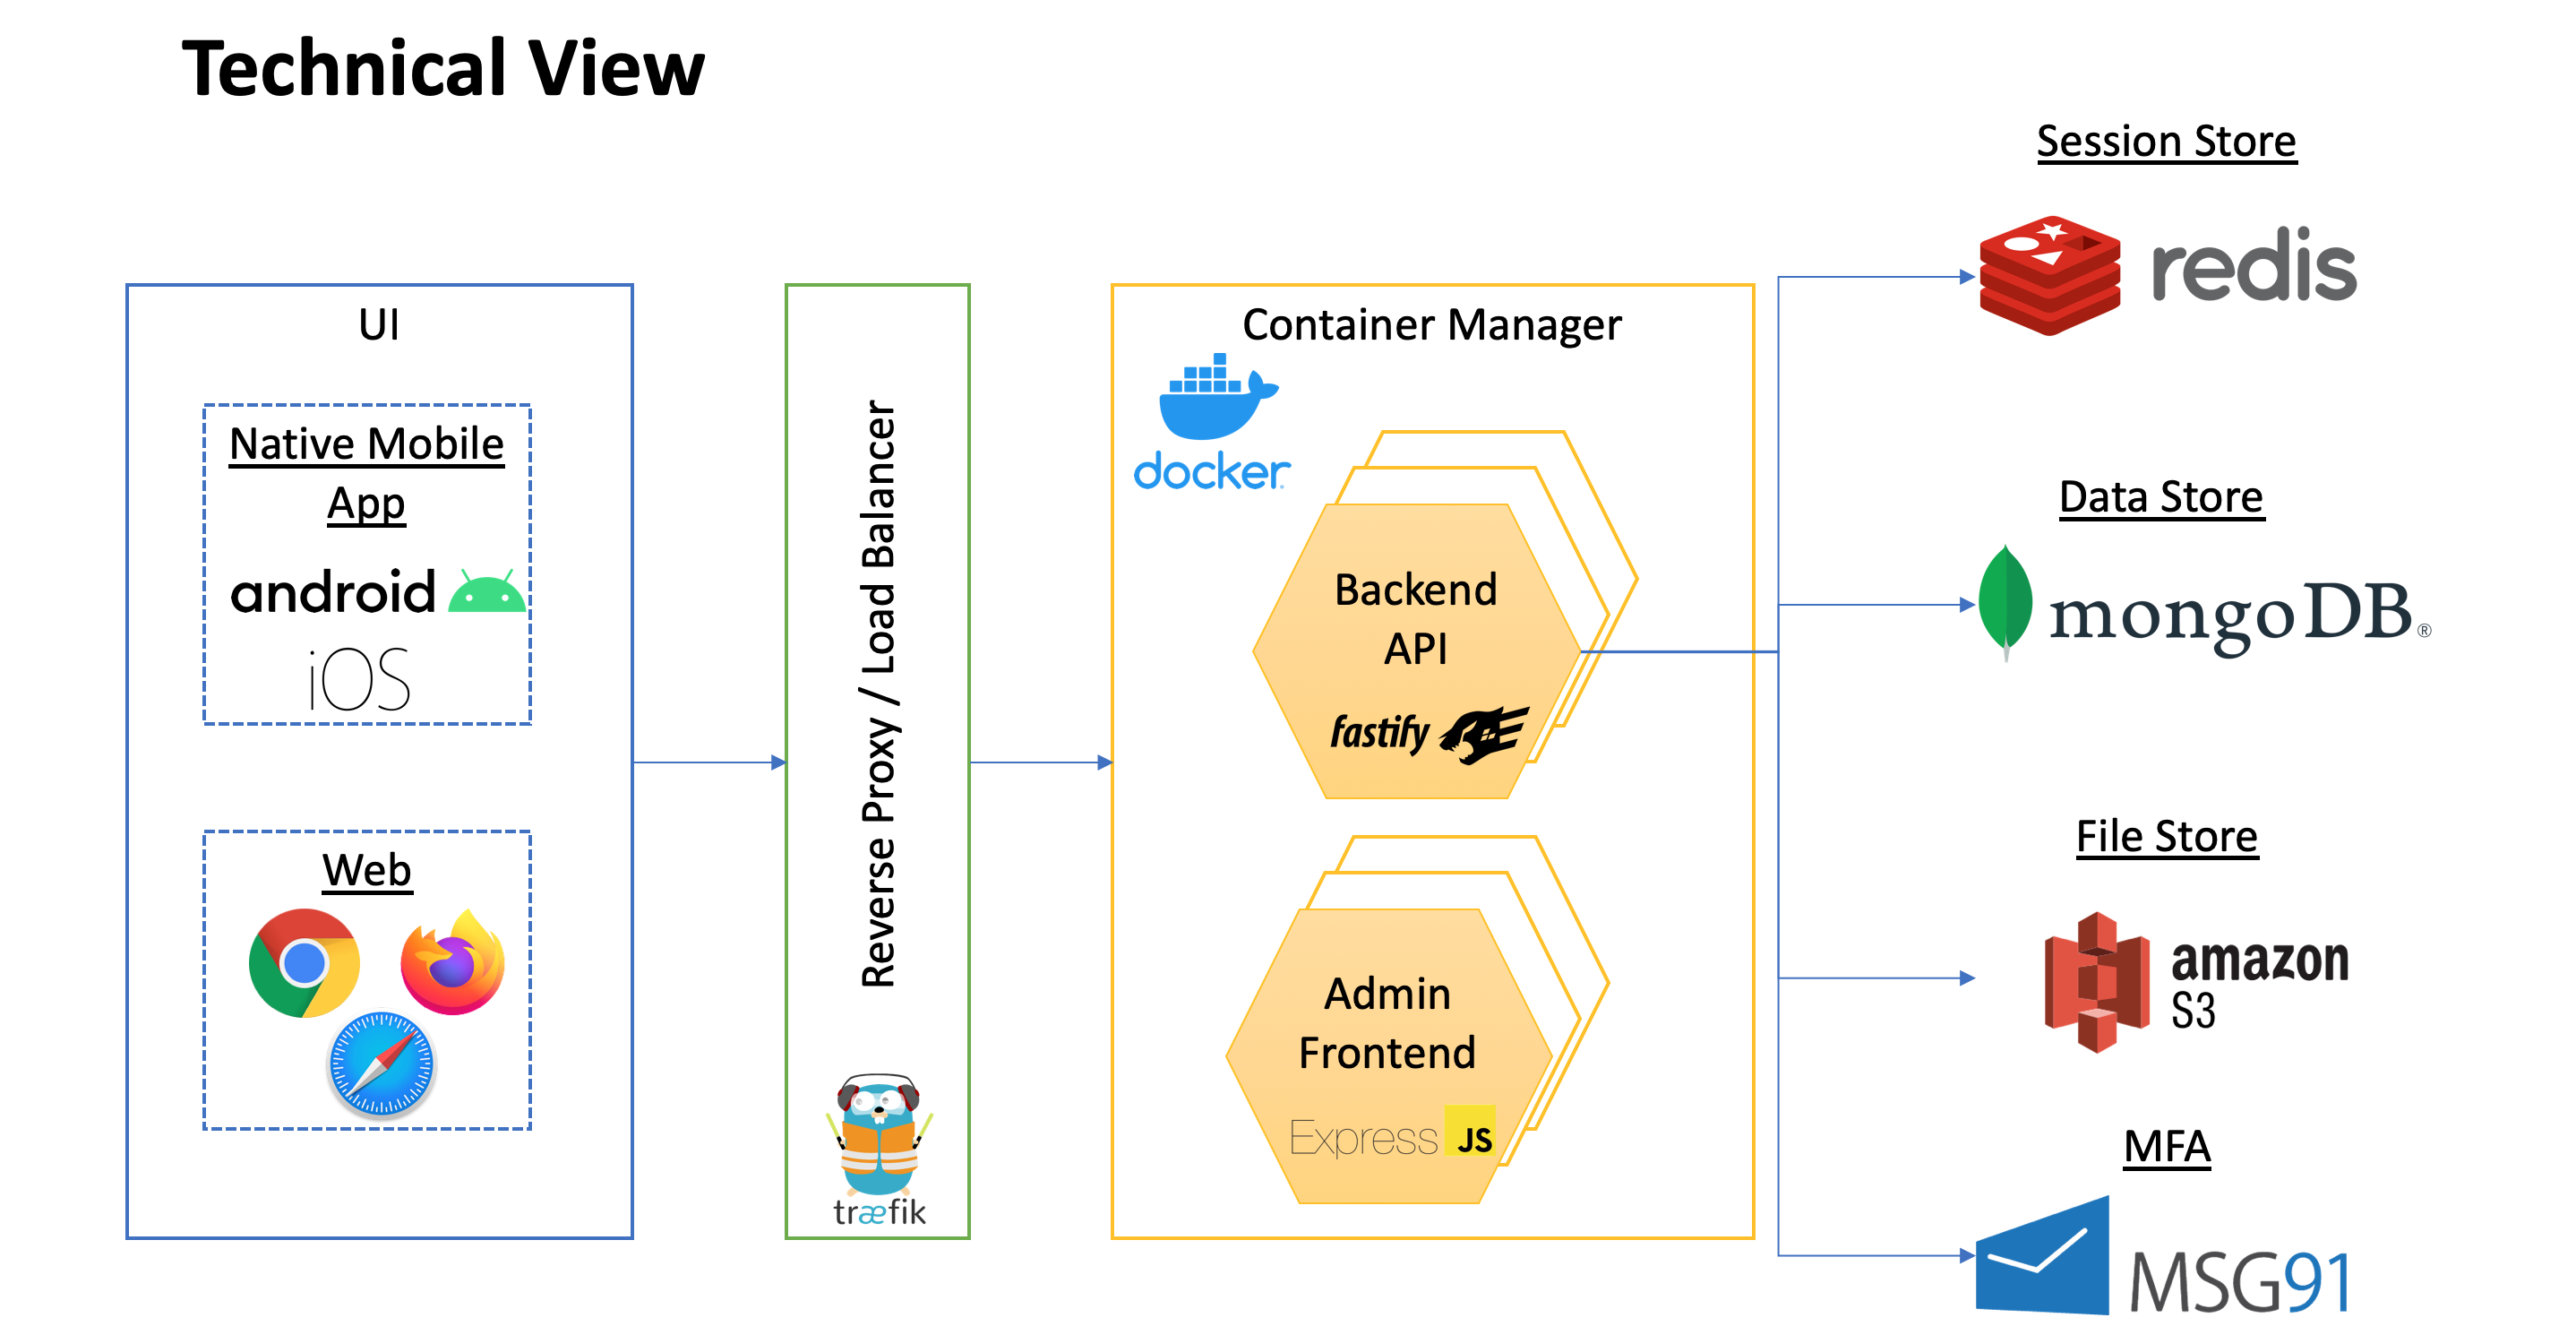 Technical View
UI
Native Mobile
App
android
iOS
Web
Reverse Proxy / Load Balancer
træfik
Container Manager
docker
Backend
API
fastify
Admin
Frontend
Express JS
Session Store
redis
Data Store
mongoDB®
File Store
amazon
S3
MFA
MSG91